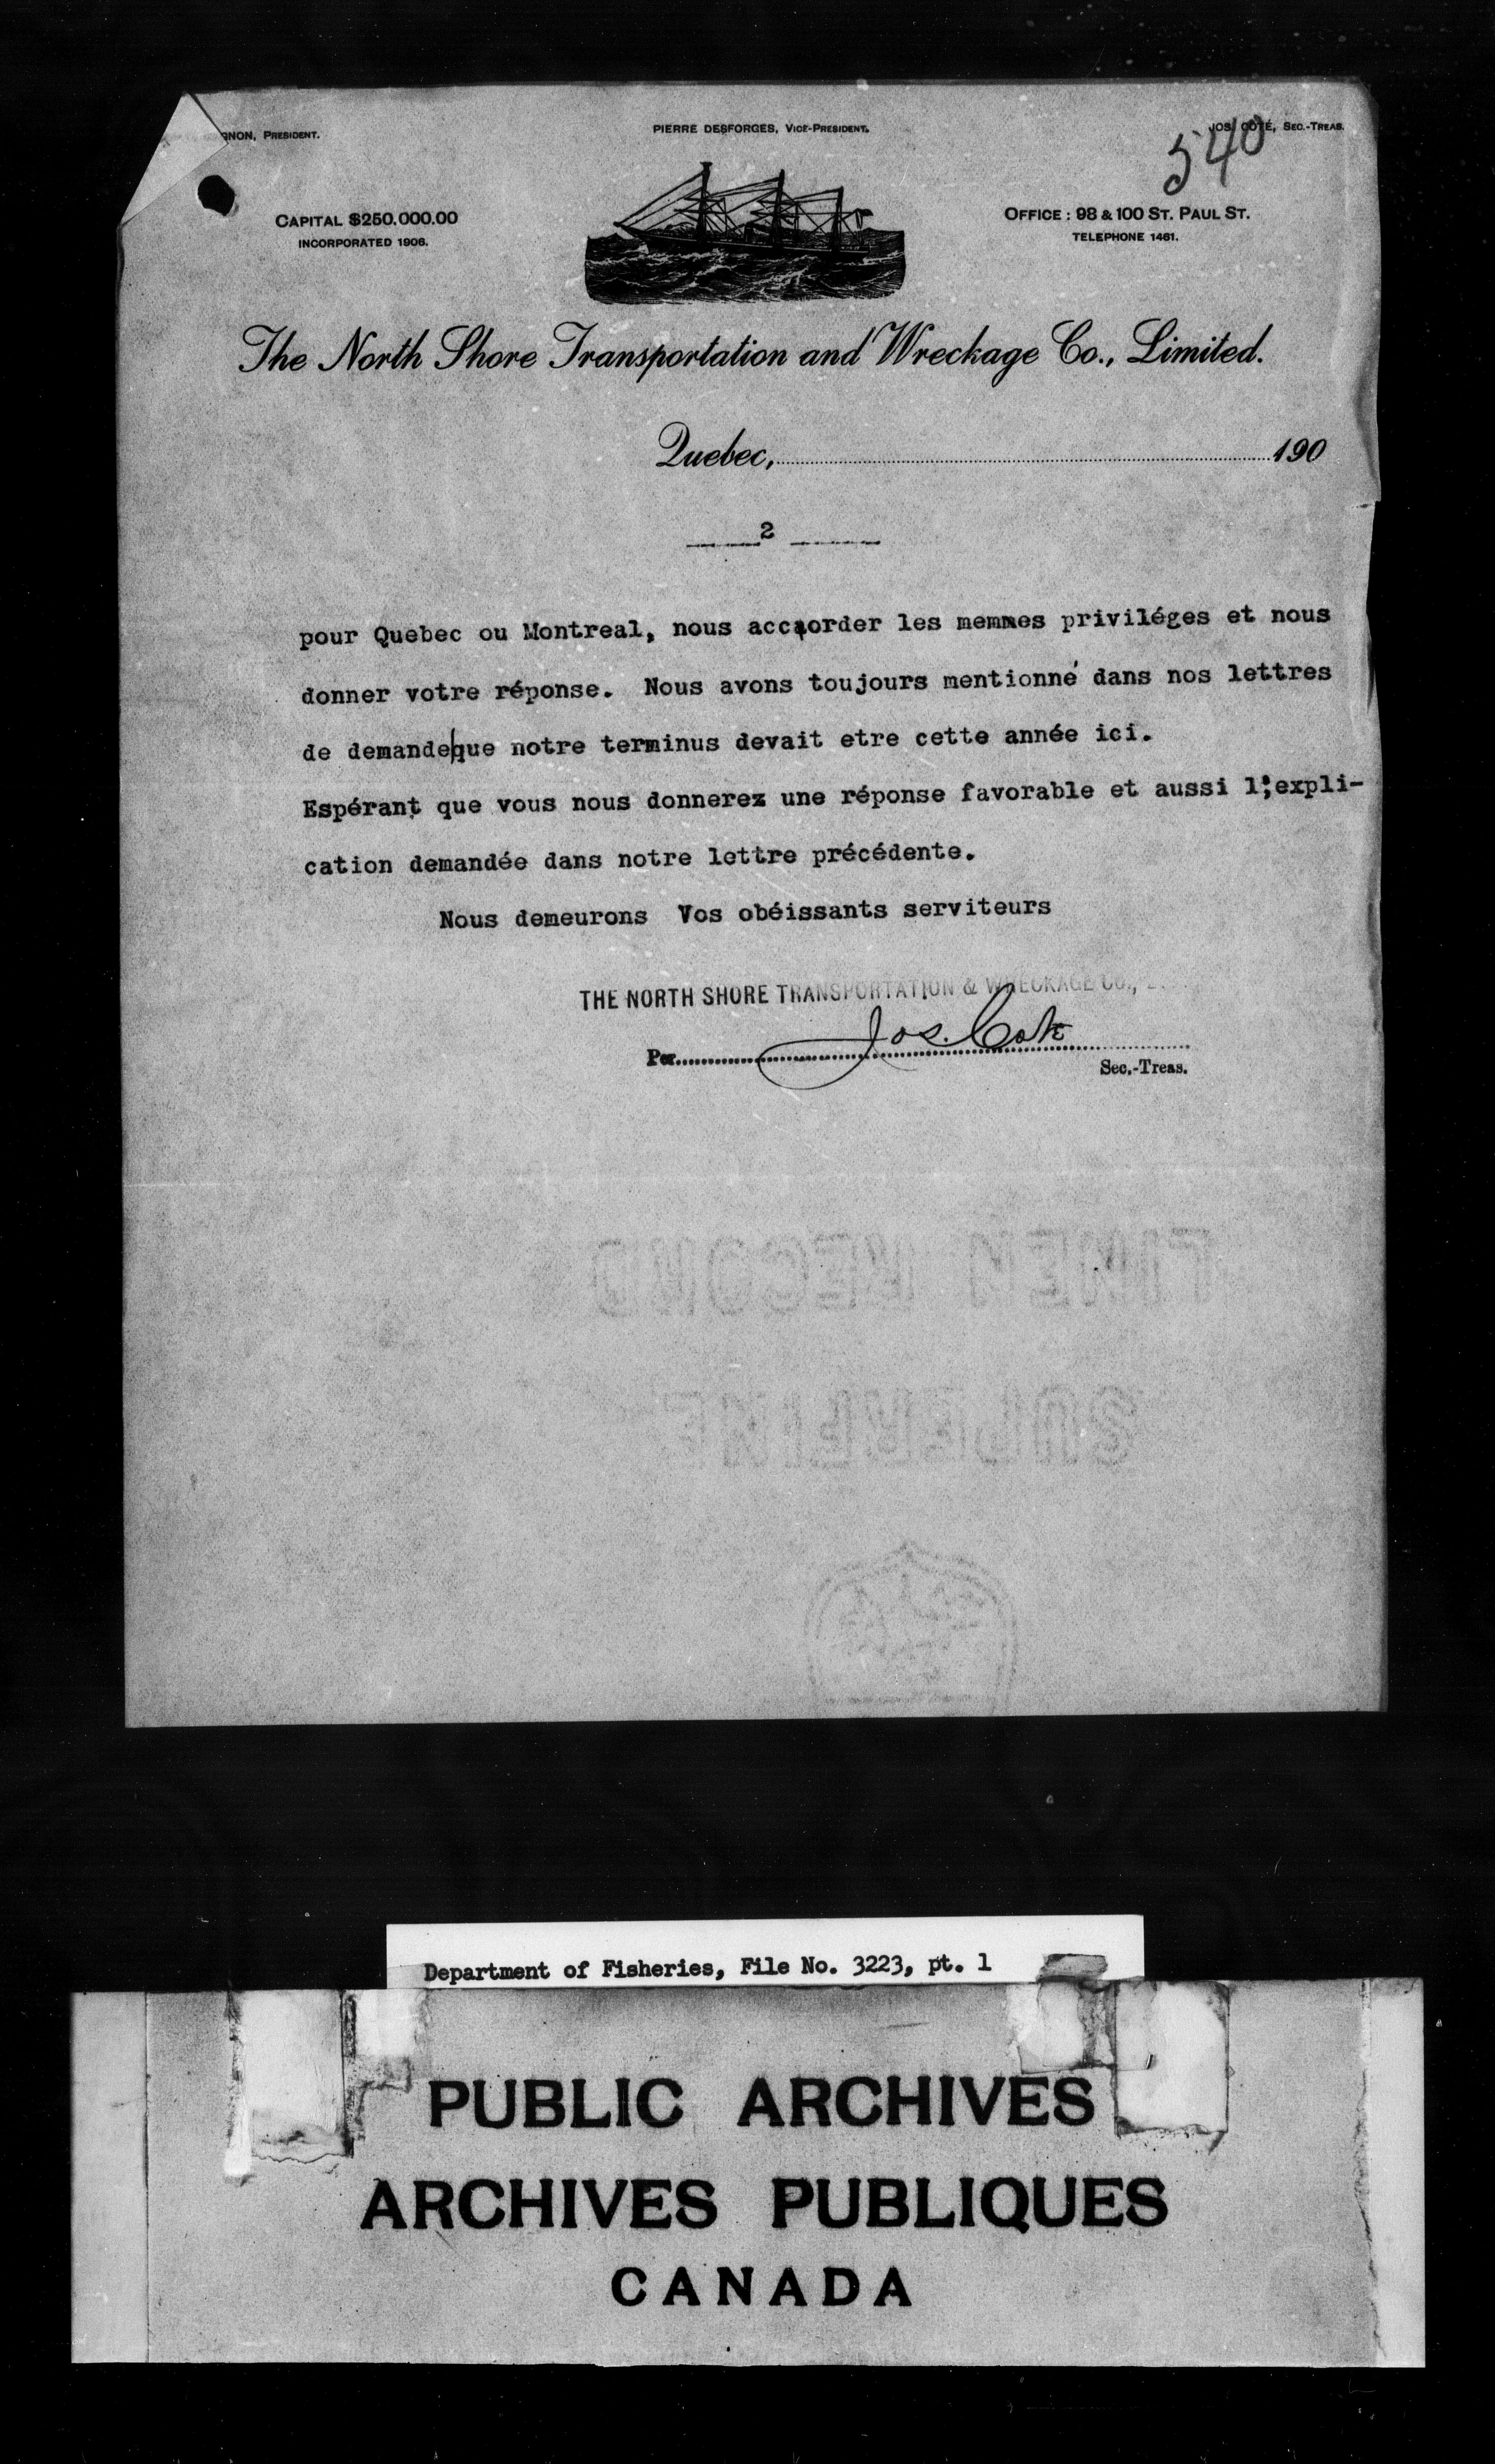 PRESIDENT.
PIERRE DESFORGES, VICE-PRESIDENT.
JOS. COTÉ, SEC.-TREAS.
540
CAPITAL $250.000.00
INCORPORATED 1906.
OFFICE : 98 & 100 ST. PAUL ST.
TELEPHONE 1461.
The North Shore Transportation and Wreckage Co., Limited.
Quebec, 190
2
pour Quebec ou Montreal, nous accaorder les memmes priviléges et nous
donner votre réponse. Nous avons toujours mentionné dans nos lettres
de demande|que notre terminus devait etre cette année ici.
Espérant que vous nous donnerez une réponse favorable et aussi l';expli-
cation demandée dans notre lettre précédente.
Nous demeurons Vos obéissants serviteurs
THE NORTH SHORE TRANSPORTATION & WRECKAGE CO.,
Per Jos. Cote
Sec.-Treas.
LINEN RECORD
SUPERFINE
Department of Fisheries, File No. 3223, pt. 1
PUBLIC ARCHIVES
ARCHIVES PUBLIQUES
CANADA